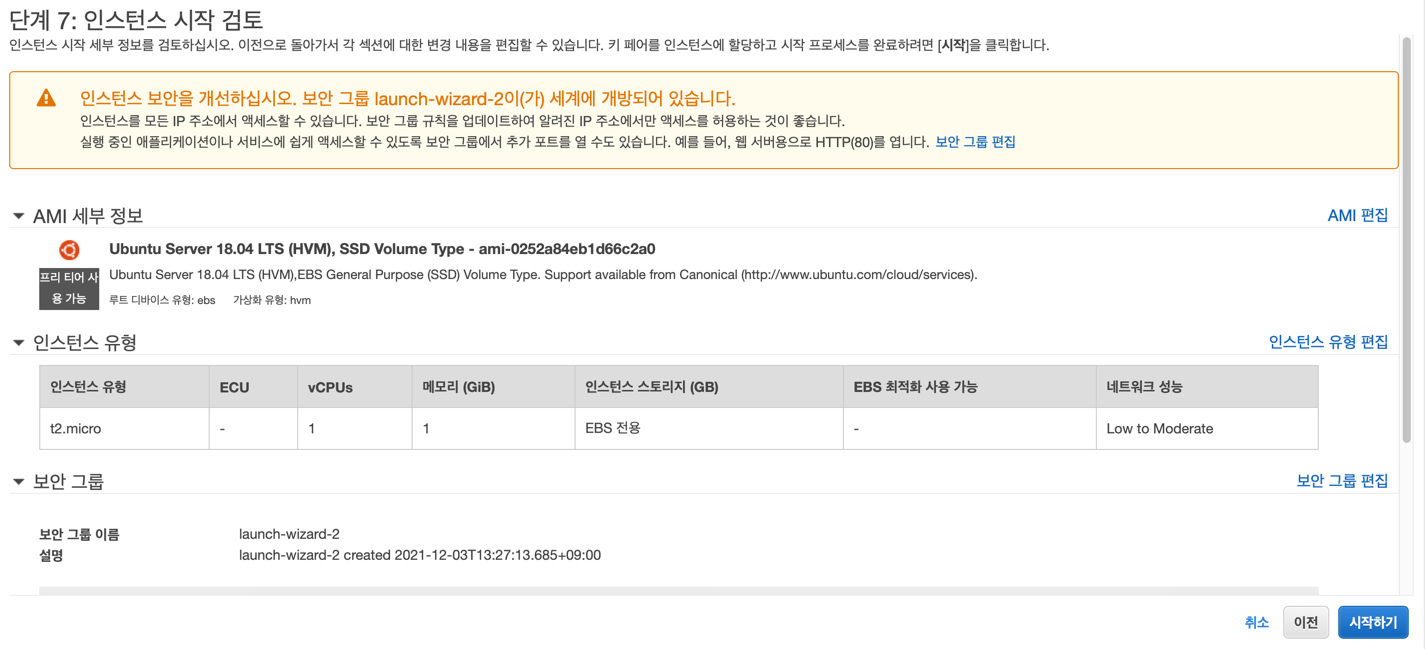 단계 7: 인스턴스 시작 검토
인스턴스 시작 세부 정보를 검토하십시오. 이전으로 돌아가서 각 섹션에 대한 변경 내용을 편집할 수 있습니다. 키 페어를 인스턴스에 할당하고 시작 프로세스를 완료하려면 [시작]을 클릭합니다.
인스턴스 보안을 개선하십시오. 보안 그룹 launch-wizard-2이(가) 세계에 개방되어 있습니다.
인스턴스를 모든 IP 주소에서 액세스할 수 있습니다. 보안 그룹 규칙을 업데이트하여 알려진 IP 주소에서만 액세스를 허용하는 것이 좋습니다.
실행 중인 애플리케이션이나 서비스에 쉽게 액세스할 수 있도록 보안 그룹에서 추가 포트를 열 수도 있습니다. 예를 들어, 웹 서버용으로 HTTP(80)를 엽니다. 보안 그룹 편집
AMI 세부 정보 AMI 편집
Ubuntu Server 18.04 LTS (HVM), SSD Volume Type - ami-0252a84eb1d66c2a0
프리 티어 사
용 가능
Ubuntu Server 18.04 LTS (HVM),EBS General Purpose (SSD) Volume Type. Support available from Canonical (http://www.ubuntu.com/cloud/services).
루트 디바이스 유형: ebs 가상화 유형: hvm
인스턴스 유형 인스턴스 유형 편집
인스턴스 유형 ECU vCPUs 메모리 (GiB) 인스턴스 스토리지 (GB) EBS 최적화 사용 가능 네트워크 성능
t2.micro - 1 1 EBS 전용 - Low to Moderate
보안 그룹 보안 그룹 편집
보안 그룹 이름 launch-wizard-2
설명 launch-wizard-2 created 2021-12-03T13:27:13.685+09:00
취소 이전 시작하기